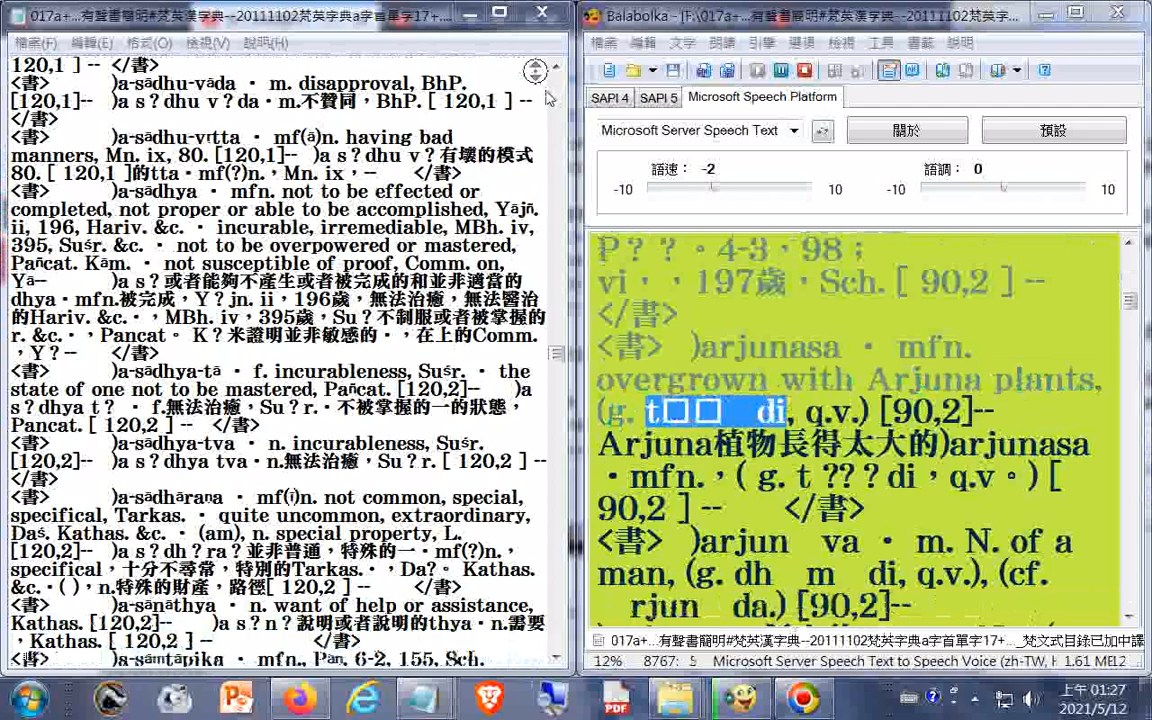 017a+...有聲書簡明#梵英漢字典--20111102梵英字典a字首單字17+...
檔案(F) 編輯(E) 格式(O) 檢視(V) 說明(H)
120,1 ] -- </書>
<書> )a-sādhu-vāda · m. disapproval, BhP.
[120,1]-- )a s?dhu v?da·m.不贊同,BhP. [ 120,1 ] --
</書>
<書> )a-sādhu-vṛtta · mf(ā)n. having bad
manners, Mn. ix, 80. [120,1]-- )a s?dhu v?有壞的模式
80. [ 120,1 ]的tta·mf(?)n.,Mn. ix,-- </書>
<書> )a-sādhya · mfn. not to be effected or
completed, not proper or able to be accomplished, Yājñ.
ii, 196, Hariv. &c. · incurable, irremediable, MBh. iv,
395, Suśr. &c. · not to be overpowered or mastered,
Pañcat. Kām. · not susceptible of proof, Comm. on,
Yā-- )a s?或者能夠不產生或者被完成的和並非適當的
dhya·mfn.被完成,Y?jn. ii,196歲,無法治癒,無法醫治
的Hariv. &c.·,MBh. iv,395歲,Su?不制服或者被掌握的
r. &c.·,Pancat。 K?米證明並非敏感的·,在上的Comm.
,Y?-- </書>
<書> )a-sādhya-tā · f. incurableness, Suśr. · the
state of one not to be mastered, Pañcat. [120,2]-- )a
s?dhya t?· f.無法治癒,Su?r.·不被掌握的一的狀態,
Pancat. [ 120,2 ] -- </書>
<書> )a-sādhya-tva · n. incurableness, Suśr.
[120,2]-- )a s?dhya tva·n.無法治癒,Su?r. [ 120,2 ] --
</書>
<書> )a-sādhāraṇa · mf(ī)n. not common, special,
specifical, Tarkas. · quite uncommon, extraordinary,
Daś. Kathas. &c. · (am), n. special property, L.
[120,2]-- )a s?dh?ra?並非普通,特殊的一·mf(?)n.,
specific,十分不尋常,特別的Tarkas.·,Da?。Kathas.
&c.·( ),n.特殊的財產,路徑[ 120,2 ] -- </書>
<書> )a-sānāthya · n. want of help or assistance,
Kathas. [120,2]-- )a s?n?說明或者說明的thya·n.需要
,Kathas. [ 120,2 ] </書>
<書> )a-sāmtāpika · mfn., Pāṇ. 6-2, 155, Sch.
Balabolka - [F:\017a+...有聲書簡明#梵英漢字典--20111102梵英字...
檔案 編輯 文字 朗讀 引擎 選項 檢視 工具 書籤 說明
SAPI 4 SAPI 5 Microsoft Speech Platform
Microsoft Server Speech Text 關於 預設
語速: -2 語調: 0
-10 10 -10 10
P??。4-3,98;
vi,,197歲,Sch. [ 90,2 ] --
</書>
<書> )arjunasa · mfn.
overgrown with Arjuna plants,
(g. t□□ di, q.v.) [90,2]--
Arjuna植物長得太大的)arjunasa
·mfn.,( g. t ???di,q.v。) [
90,2 ] -- </書>
<書> )arjun va · m. N. of a
man, (g. dh m di, q.v.), (cf.
rjun da.) [90,2]--
017a+...有聲書簡明#梵英漢字典--20111102梵英字典a字首單字17+..._梵文式目錄已加中譯
12% 8767: 5 Microsoft Server Speech Text to Speech Voice (zh-TW, H 1.61 MEL2
上午 01:27
2021/5/12